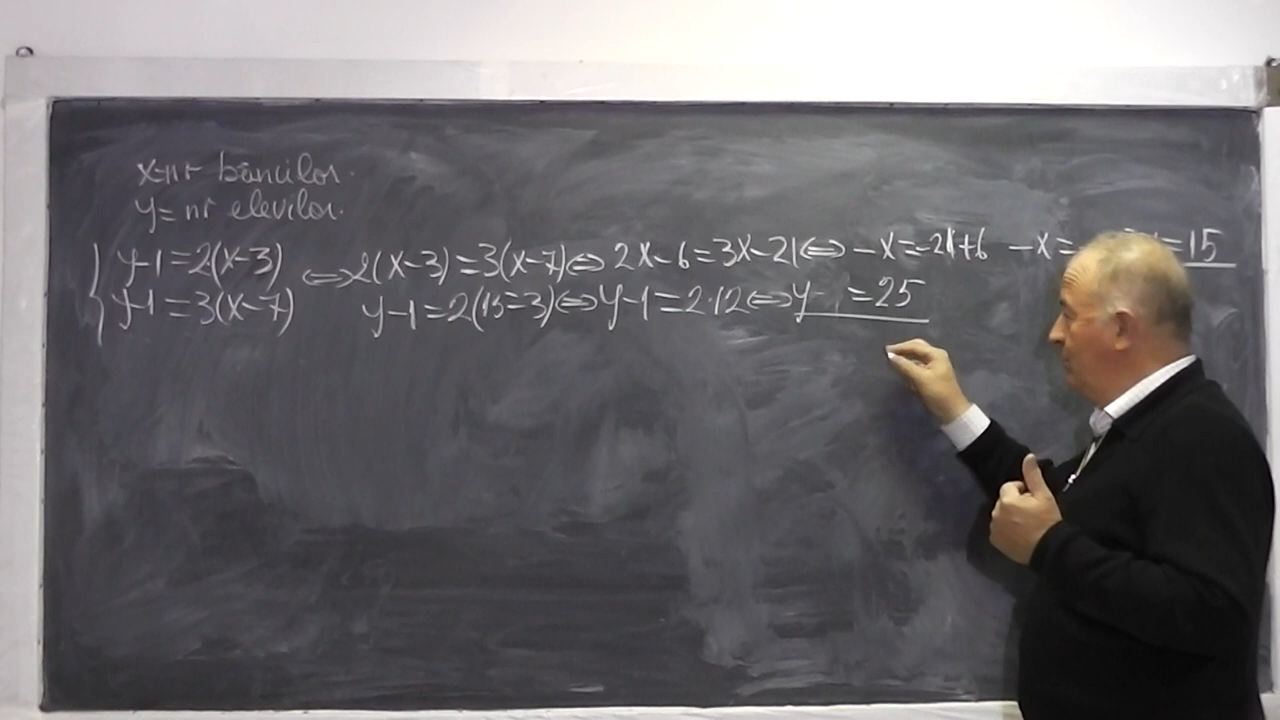 x=nr băncilor.
y=nr elevilor.
y-1=2(x-3)
y-1=3(x-7)
⇔2(x-3)=3(x-7)⇔2x-6=3x-21⇔-x=-21+6 -x= =15
y-1=2(15=3)⇔y-1=2·12⇔y =25